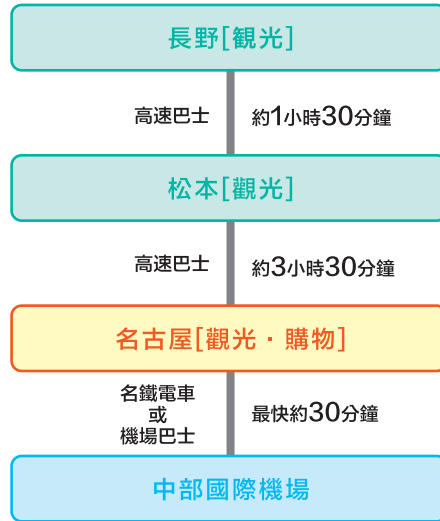 長野[観光]
高速巴士 約1小時30分鐘
松本[觀光]
高速巴士 約3小時30分鐘
名古屋[觀光・購物]
名鐵電車
或
機場巴士
最快約30分鐘
中部國際機場